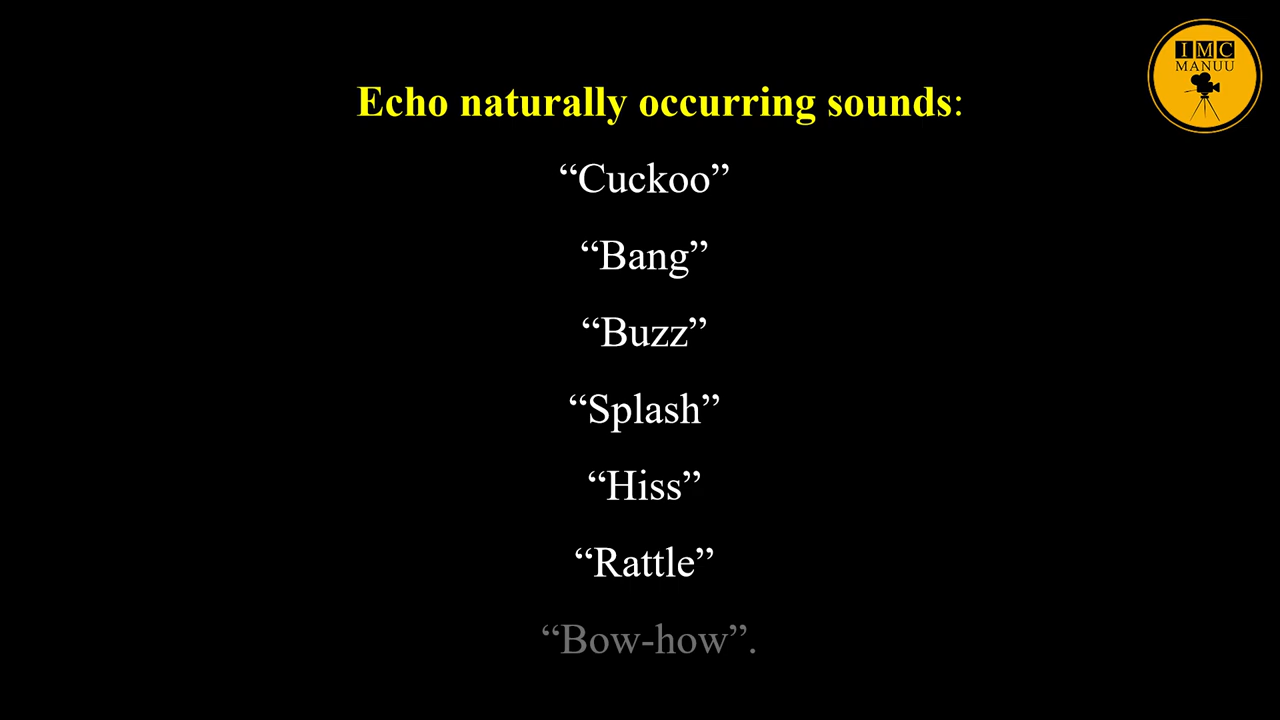 IMC
MANUU
Echo naturally occurring sounds:
“Cuckoo”
“Bang”
“Buzz”
“Splash”
“Hiss”
“Rattle”
“Bow-how”.